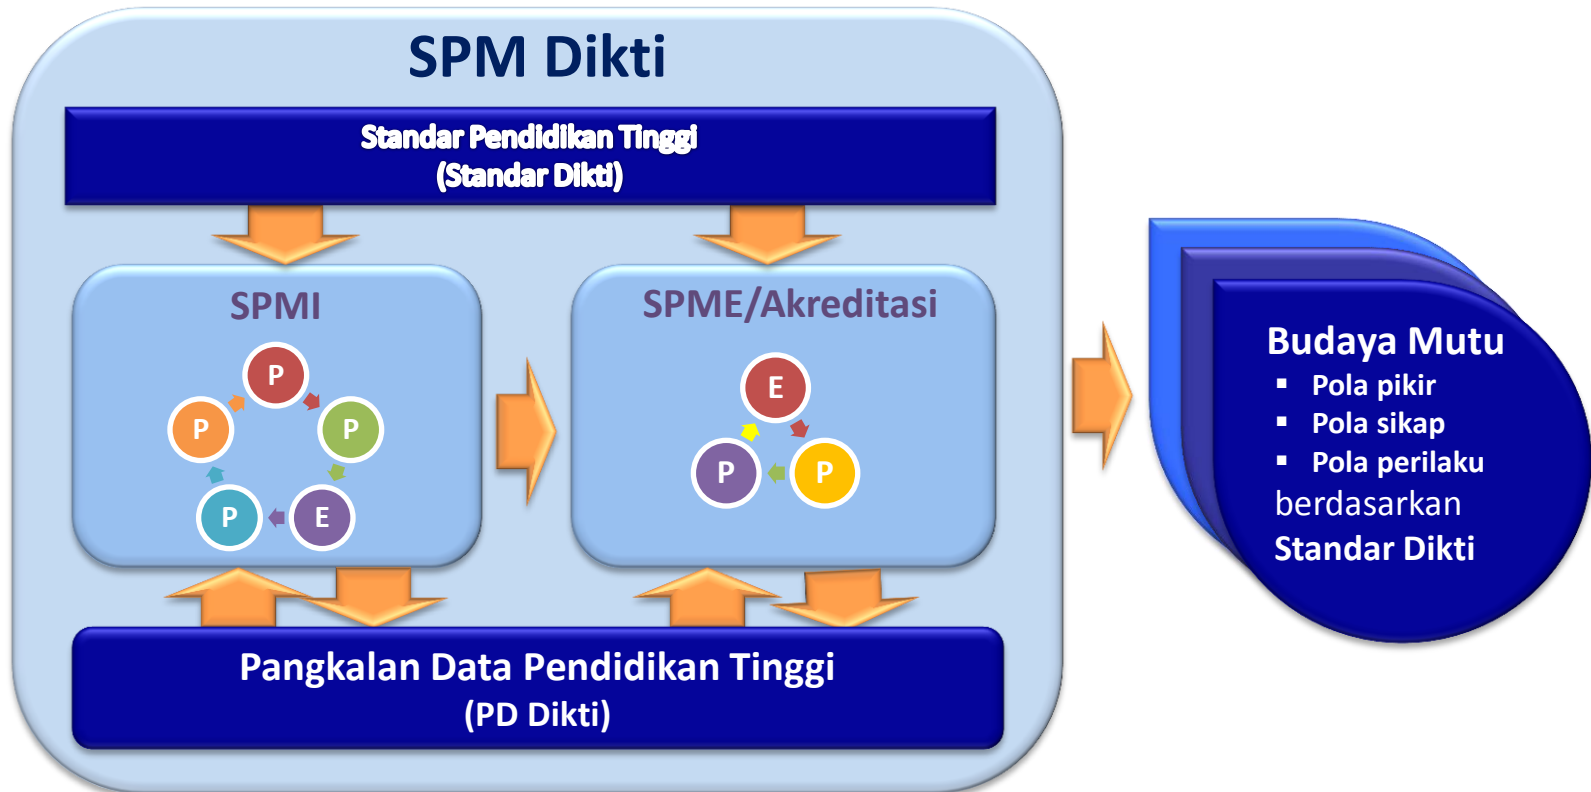 SPM Dikti
Standar Pendidikan Tinggi
(Standar Dikti)
SPMI
P
P
E
P
P
SPME/Akreditasi
E
P
P
Pangkalan Data Pendidikan Tinggi
(PD Dikti)
Budaya Mutu
▪ Pola pikir
▪ Pola sikap
▪ Pola perilaku
berdasarkan
Standar Dikti